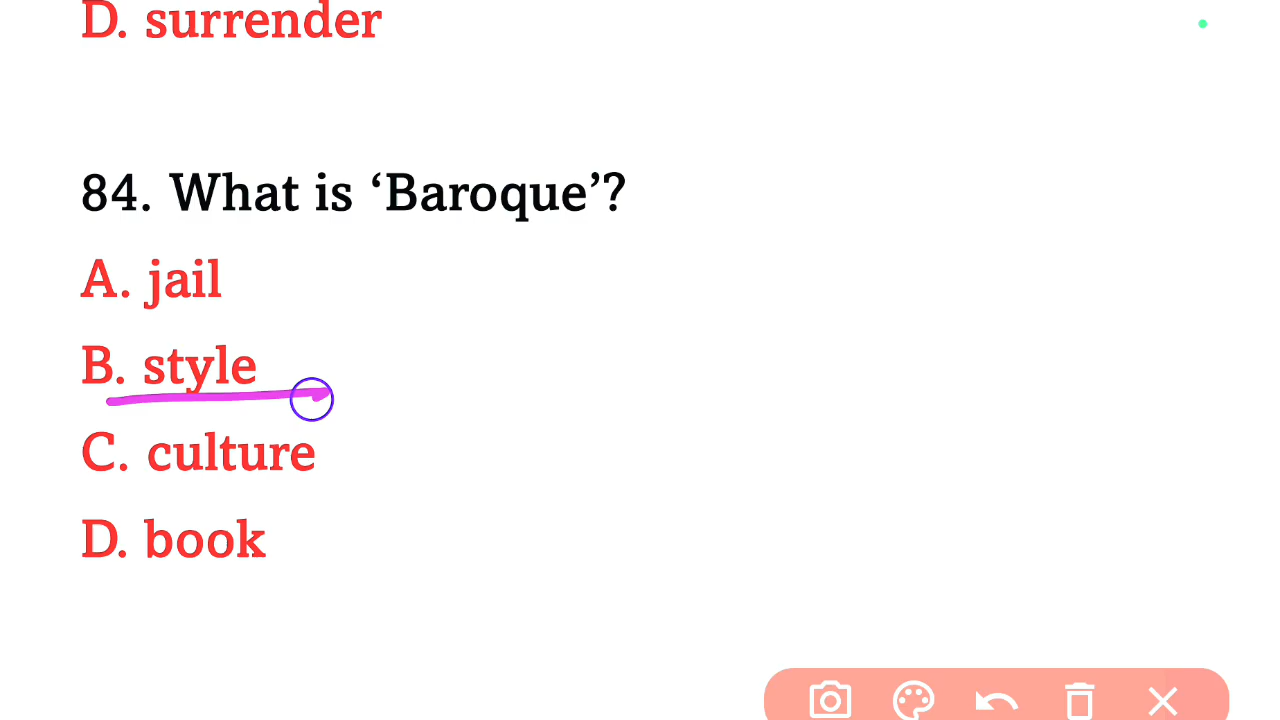 D. surrender
84. What is ‘Baroque’?
A. jail
B. style
C. culture
D. book